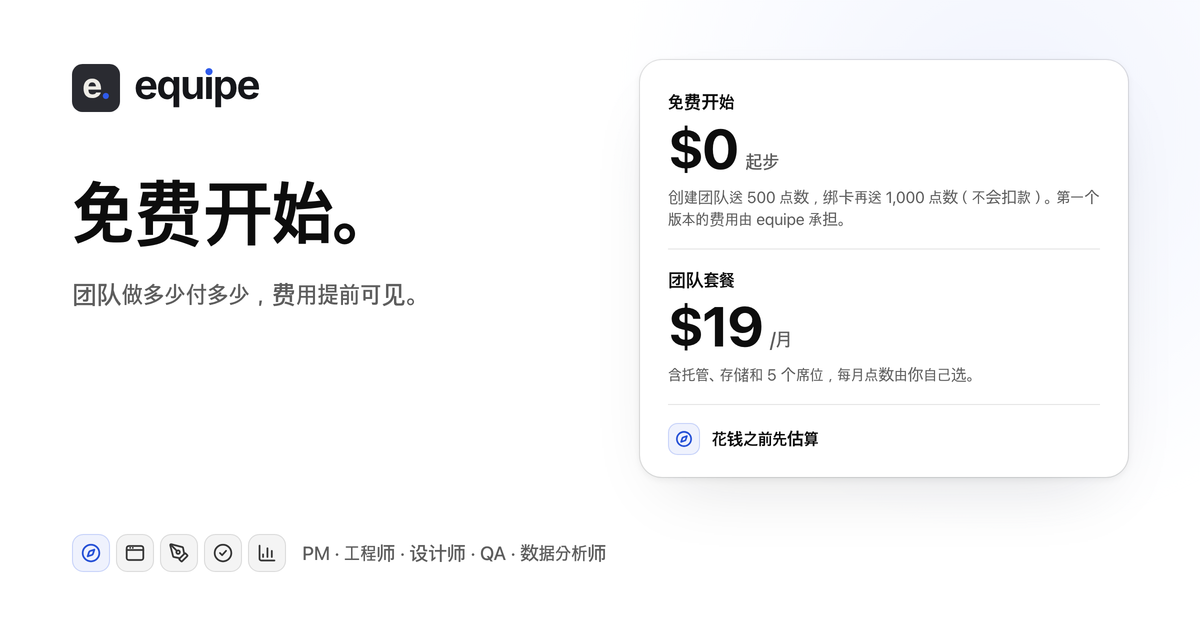 e. equipe
免费开始。
团队做多少付多少，费用提前可见。
PM · 工程师 · 设计师 · QA · 数据分析师
免费开始
$0 起步
创建团队送 500 点数，绑卡再送 1,000 点数（不会扣款）。第一个
版本的费用由 equipe 承担。
团队套餐
$19 /月
含托管、存储和 5 个席位，每月点数由你自己选。
花钱之前先估算